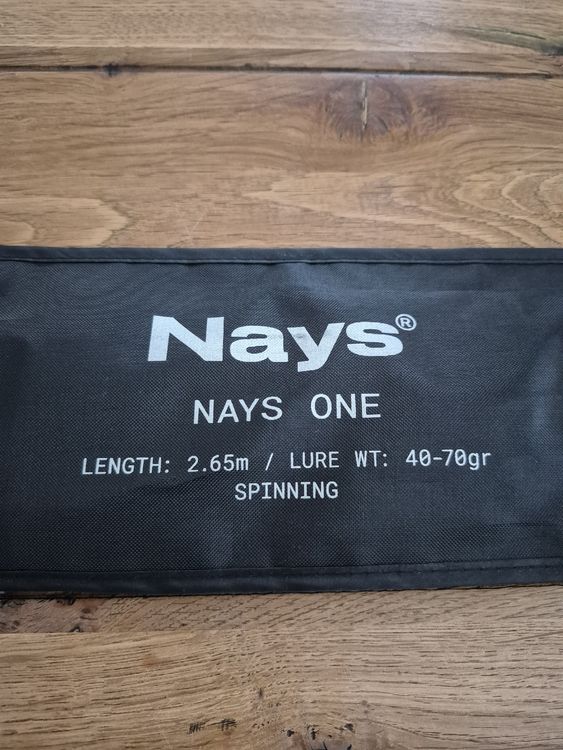 Nays®
NAYS ONE
LENGTH: 2.65m / LURE WT: 40-70gr
SPINNING